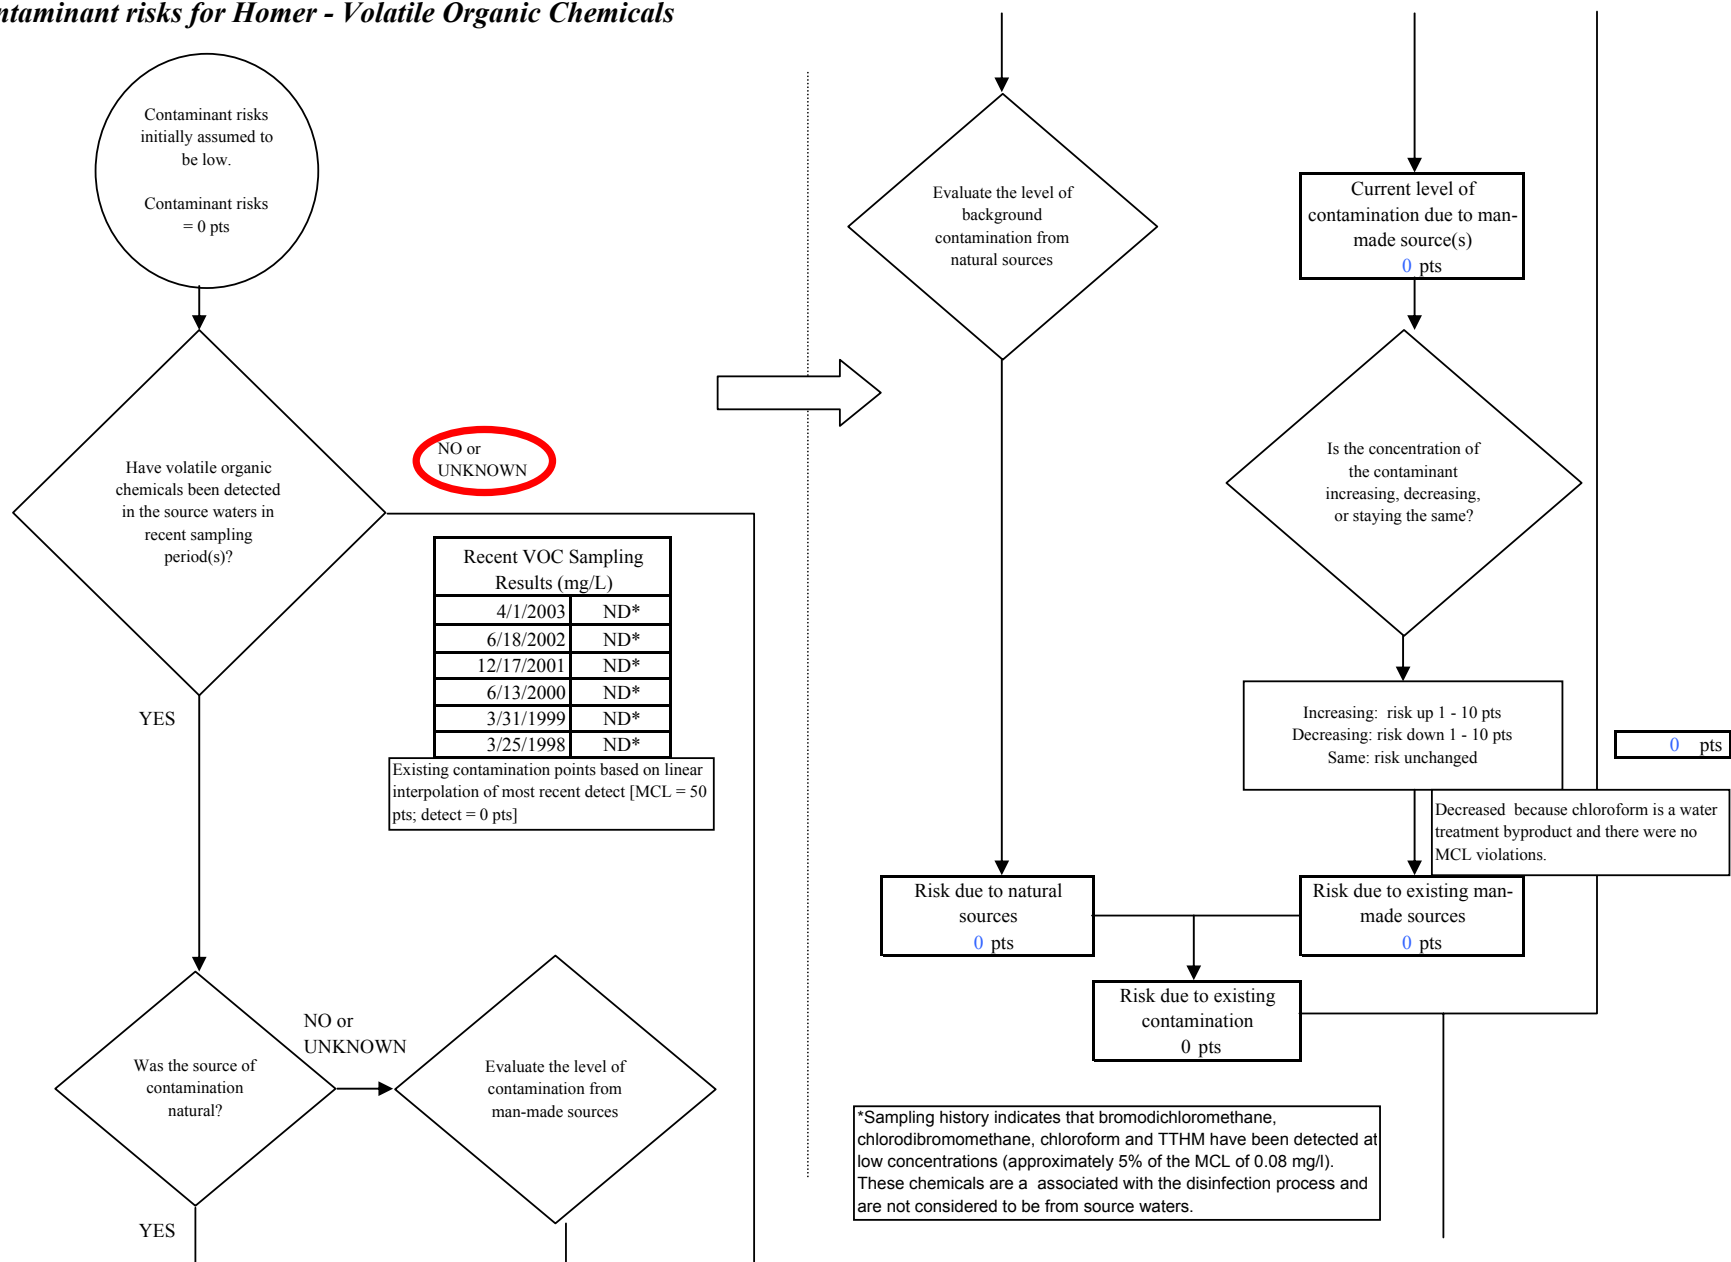 ntaminant risks for Homer - Volatile Organic Chemicals
Contaminant risks
initially assumed to
be low.
Contaminant risks
= 0 pts
Have volatile organic
chemicals been detected
in the source waters in
recent sampling
period(s)?
NO or
UNKNOWN
Recent VOC Sampling
Results (mg/L)
4/1/2003 ND*
6/18/2002 ND*
12/17/2001 ND*
6/13/2000 ND*
3/31/1999 ND*
3/25/1998 ND*
Existing contamination points based on linear
interpolation of most recent detect [MCL = 50
pts; detect = 0 pts]
YES
Was the source of
contamination
natural?
NO or
UNKNOWN
Evaluate the level of
contamination from
man-made sources
YES
Evaluate the level of
background
contamination from
natural sources
Current level of
contamination due to man-
made source(s)
0 pts
Is the concentration of
the contaminant
increasing, decreasing,
or staying the same?
Increasing: risk up 1 - 10 pts
Decreasing: risk down 1 - 10 pts
Same: risk unchanged
0 pts
Decreased because chloroform is a water
treatment byproduct and there were no
MCL violations.
Risk due to natural
sources
0 pts
Risk due to existing man-
made sources
0 pts
Risk due to existing
contamination
0 pts
*Sampling history indicates that bromodichloromethane,
chlorodibromomethane, chloroform and TTHM have been detected at
low concentrations (approximately 5% of the MCL of 0.08 mg/l).
These chemicals are a associated with the disinfection process and
are not considered to be from source waters.